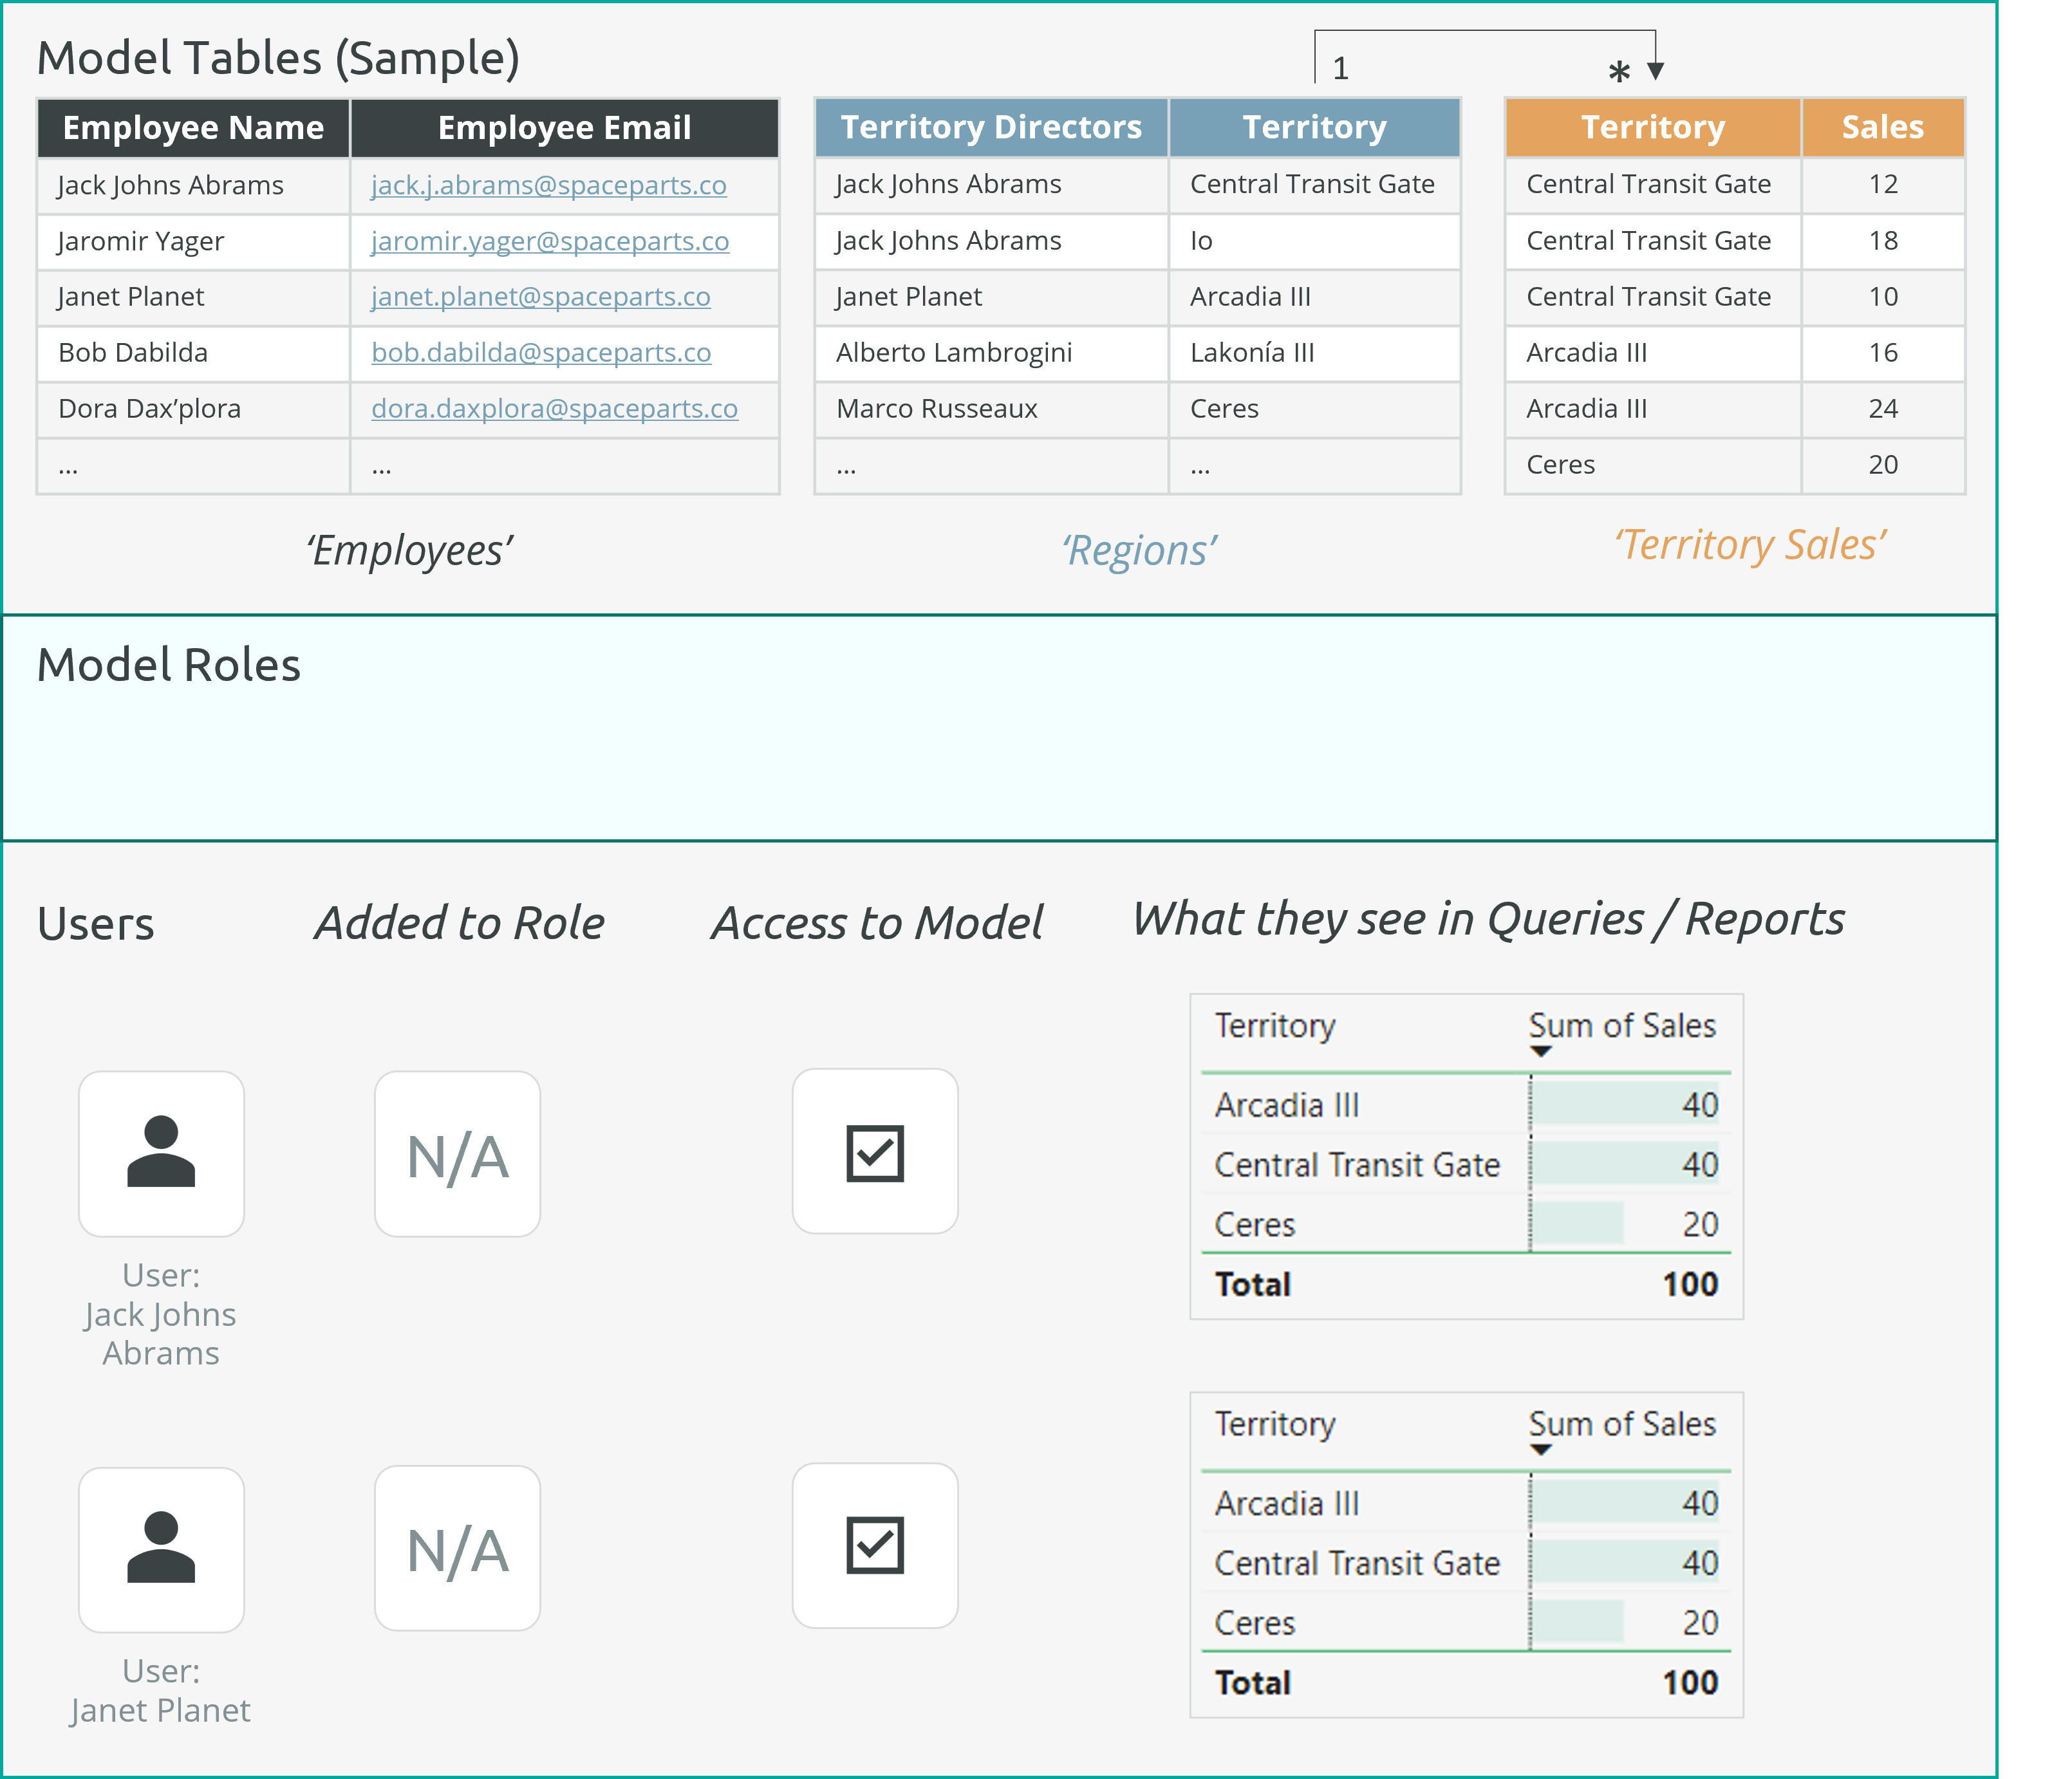 Model Tables (Sample)
1 *
Employee Name Employee Email
Jack Johns Abrams jack.j.abrams@spaceparts.co
Jaromir Yager jaromir.yager@spaceparts.co
Janet Planet janet.planet@spaceparts.co
Bob Dabilda bob.dabilda@spaceparts.co
Dora Dax’plora dora.daxplora@spaceparts.co
... ...
‘Employees’
Territory Directors Territory
Jack Johns Abrams Central Transit Gate
Jack Johns Abrams Io
Janet Planet Arcadia III
Alberto Lambrogini Lakonía III
Marco Russeaux Ceres
... ...
‘Regions’
Territory Sales
Central Transit Gate 12
Central Transit Gate 18
Central Transit Gate 10
Arcadia III 16
Arcadia III 24
Ceres 20
‘Territory Sales’
Model Roles
Users Added to Role Access to Model What they see in Queries / Reports
N/A
User:
Jack Johns
Abrams
Territory Sum of Sales
Arcadia III 40
Central Transit Gate 40
Ceres 20
Total 100
N/A
User:
Janet Planet
Territory Sum of Sales
Arcadia III 40
Central Transit Gate 40
Ceres 20
Total 100